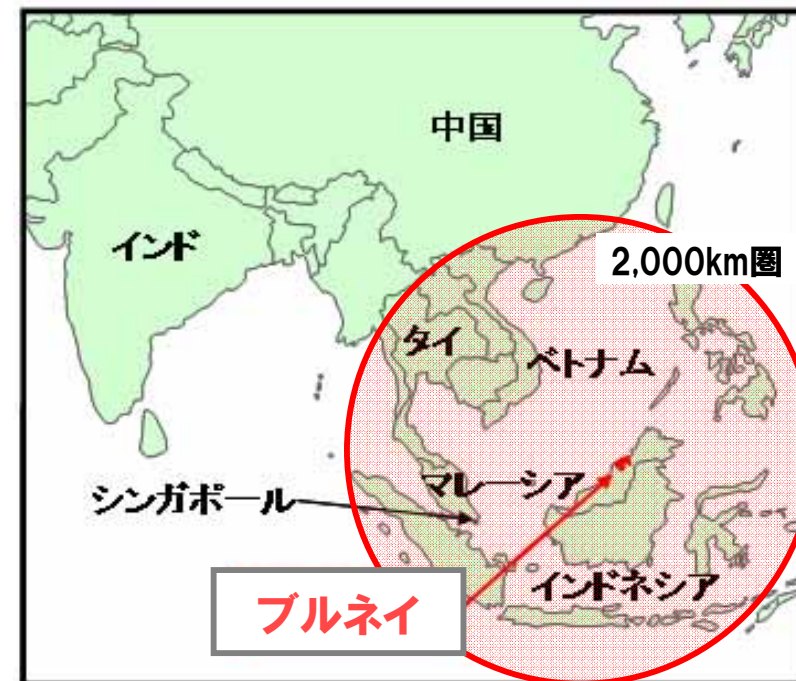 中国
インド
2,000km圏
タイ
ベトナム
マレーシア
シンガポール
インドネシア
ブルネイ